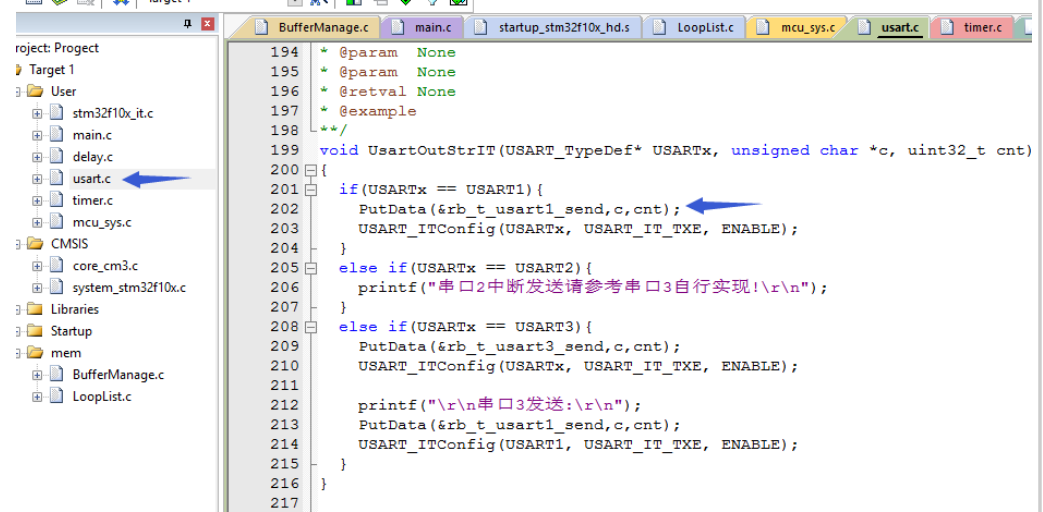 Target 1
BufferManage.c main.c startup_stm32f10x_hd.s LoopList.c mcu_sys.c usart.c timer.c
roject: Progect
Target 1
User
stm32f10x_it.c
main.c
delay.c
usart.c
timer.c
mcu_sys.c
CMSIS
core_cm3.c
system_stm32f10x.c
Libraries
Startup
mem
BufferManage.c
LoopList.c
194 * @param  None
195 * @param  None
196 * @retval None
197 * @example
198 **/
199 void UsartOutStrIT(USART_TypeDef* USARTx, unsigned char *c, uint32_t cnt)
200 {
201   if(USARTx == USART1){
202     PutData(&rb_t_usart1_send,c,cnt);
203     USART_ITConfig(USARTx, USART_IT_TXE, ENABLE);
204   }
205   else if(USARTx == USART2){
206     printf("串口2中断发送请参考串口3自行实现!\r\n");
207   }
208   else if(USARTx == USART3){
209     PutData(&rb_t_usart3_send,c,cnt);
210     USART_ITConfig(USARTx, USART_IT_TXE, ENABLE);
211
212     printf("\r\n串口3发送:\r\n");
213     PutData(&rb_t_usart1_send,c,cnt);
214     USART_ITConfig(USART1, USART_IT_TXE, ENABLE);
215   }
216 }
217